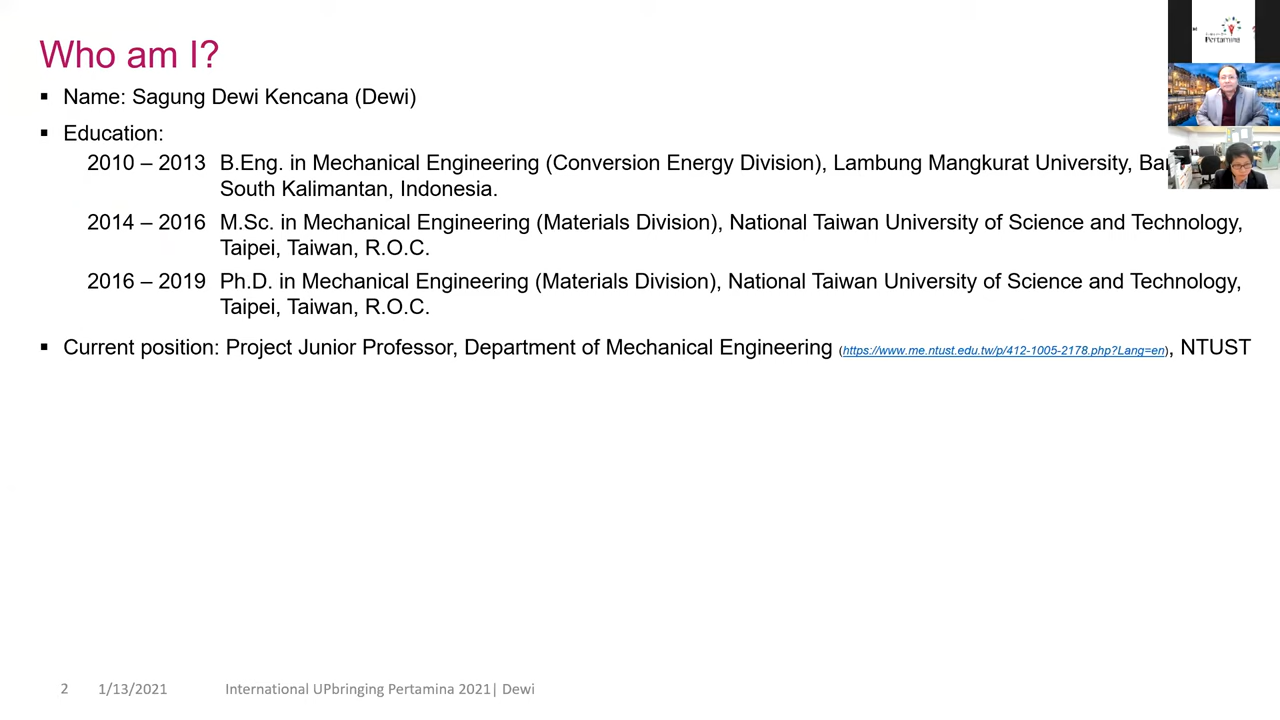 Who am I?
Name: Sagung Dewi Kencana (Dewi)
Education:
2010 – 2013 B.Eng. in Mechanical Engineering (Conversion Energy Division), Lambung Mangkurat University,
South Kalimantan, Indonesia.
2014 – 2016 M.Sc. in Mechanical Engineering (Materials Division), National Taiwan University of Science and Technology,
Taipei, Taiwan, R.O.C.
2016 – 2019 Ph.D. in Mechanical Engineering (Materials Division), National Taiwan University of Science and Technology,
Taipei, Taiwan, R.O.C.
Current position: Project Junior Professor, Department of Mechanical Engineering (https://www.me.ntust.edu.tw/p/412-1005-2178.php?Lang=en), NTUST
2 1/13/2021 International UPbringing Pertamina 2021| Dewi
Pertamina